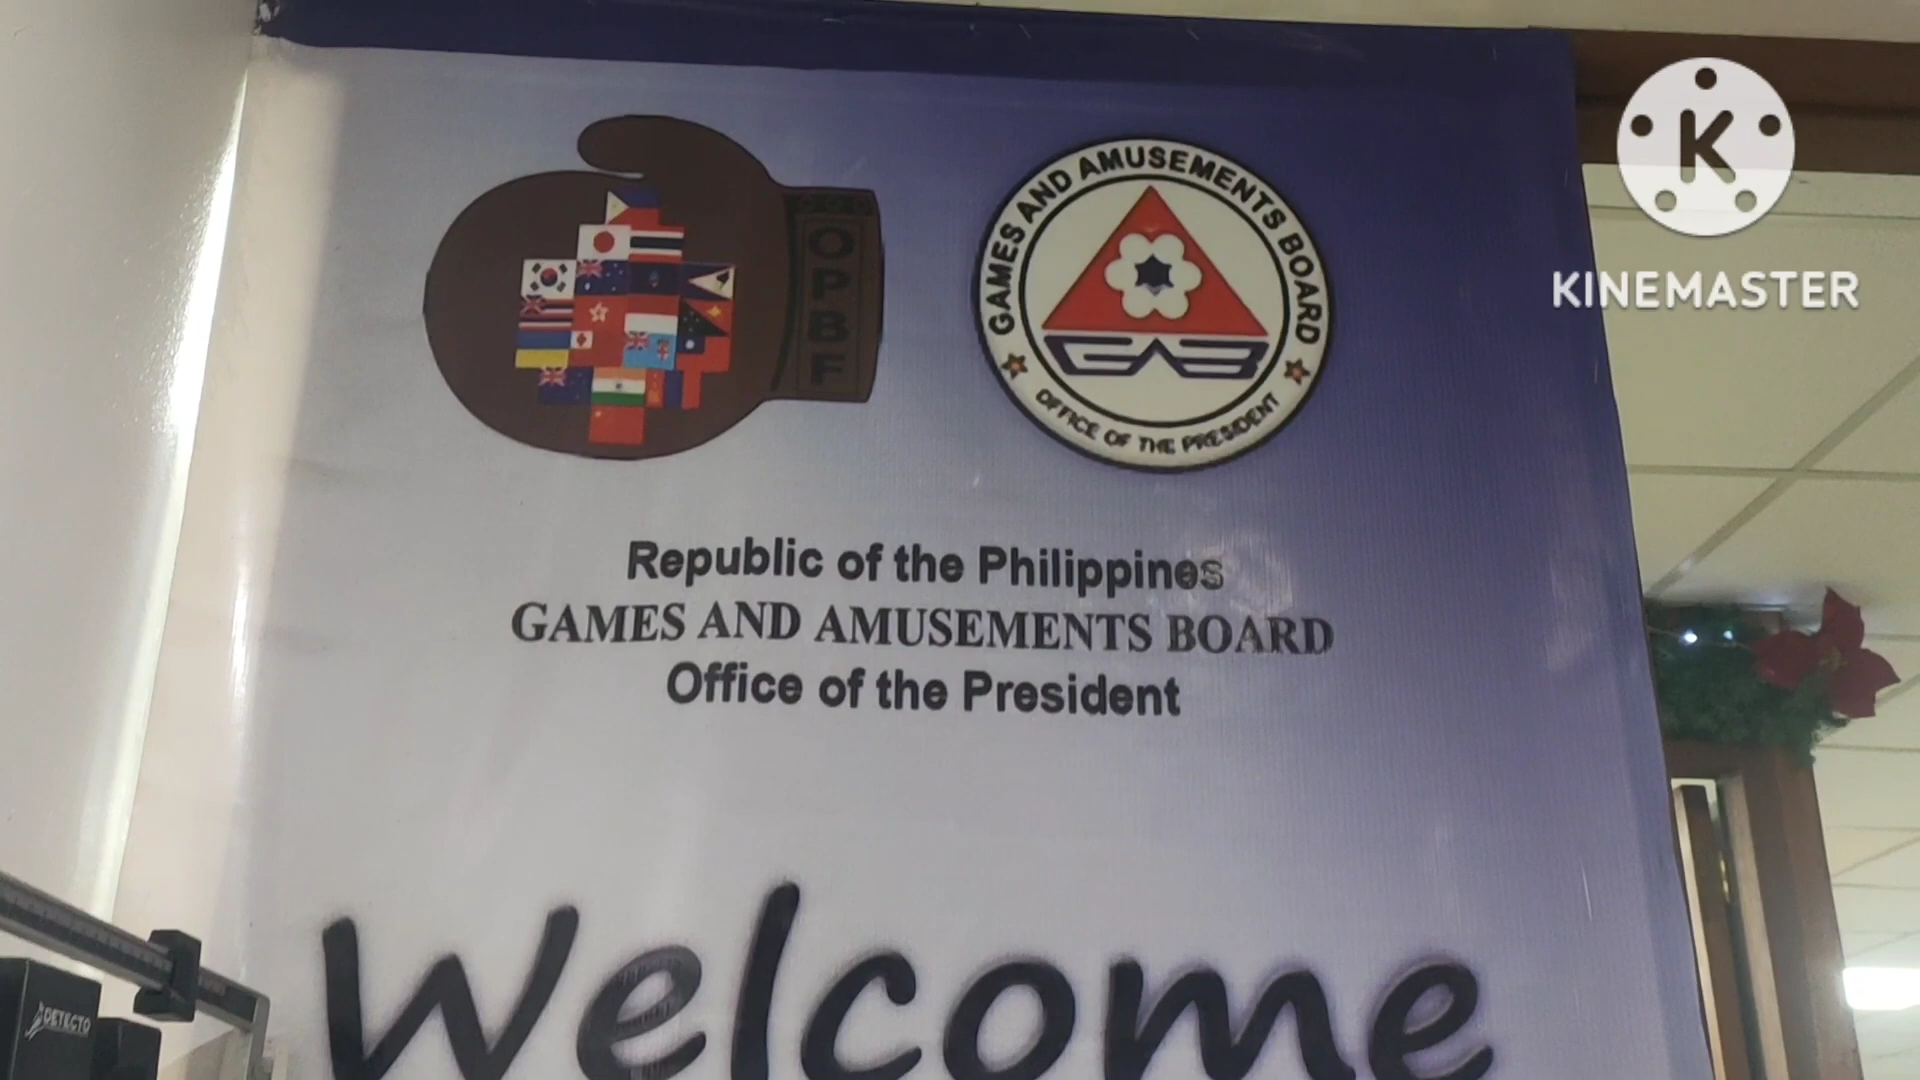 OPBF
GAMES AND AMUSEMENTS BOARD
GAB
OFFICE OF THE PRESIDENT
K
KINEMASTER
Republic of the Philippines
GAMES AND AMUSEMENTS BOARD
Office of the President
Welcome
DETECTO